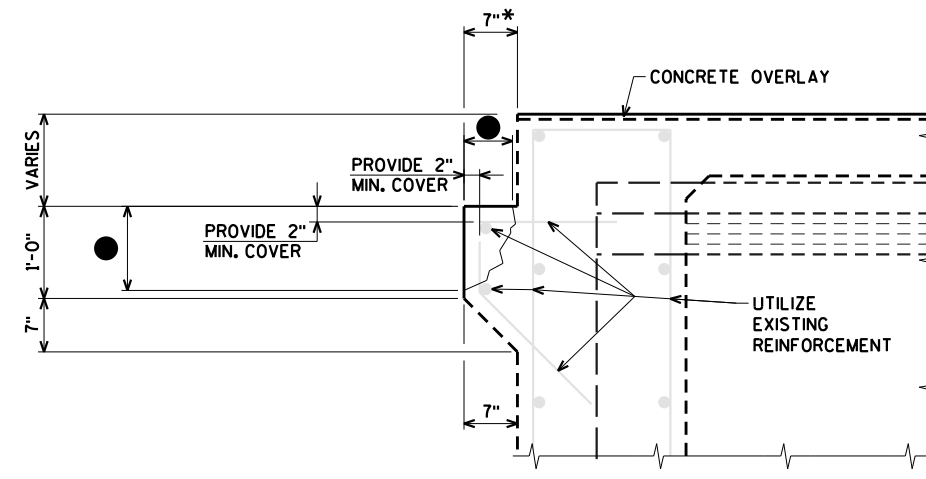 7"*
CONCRETE OVERLAY
VARIES
PROVIDE 2"
MIN. COVER
1'-0"
PROVIDE 2"
MIN. COVER
7"
UTILIZE
EXISTING
REINFORCEMENT
7"